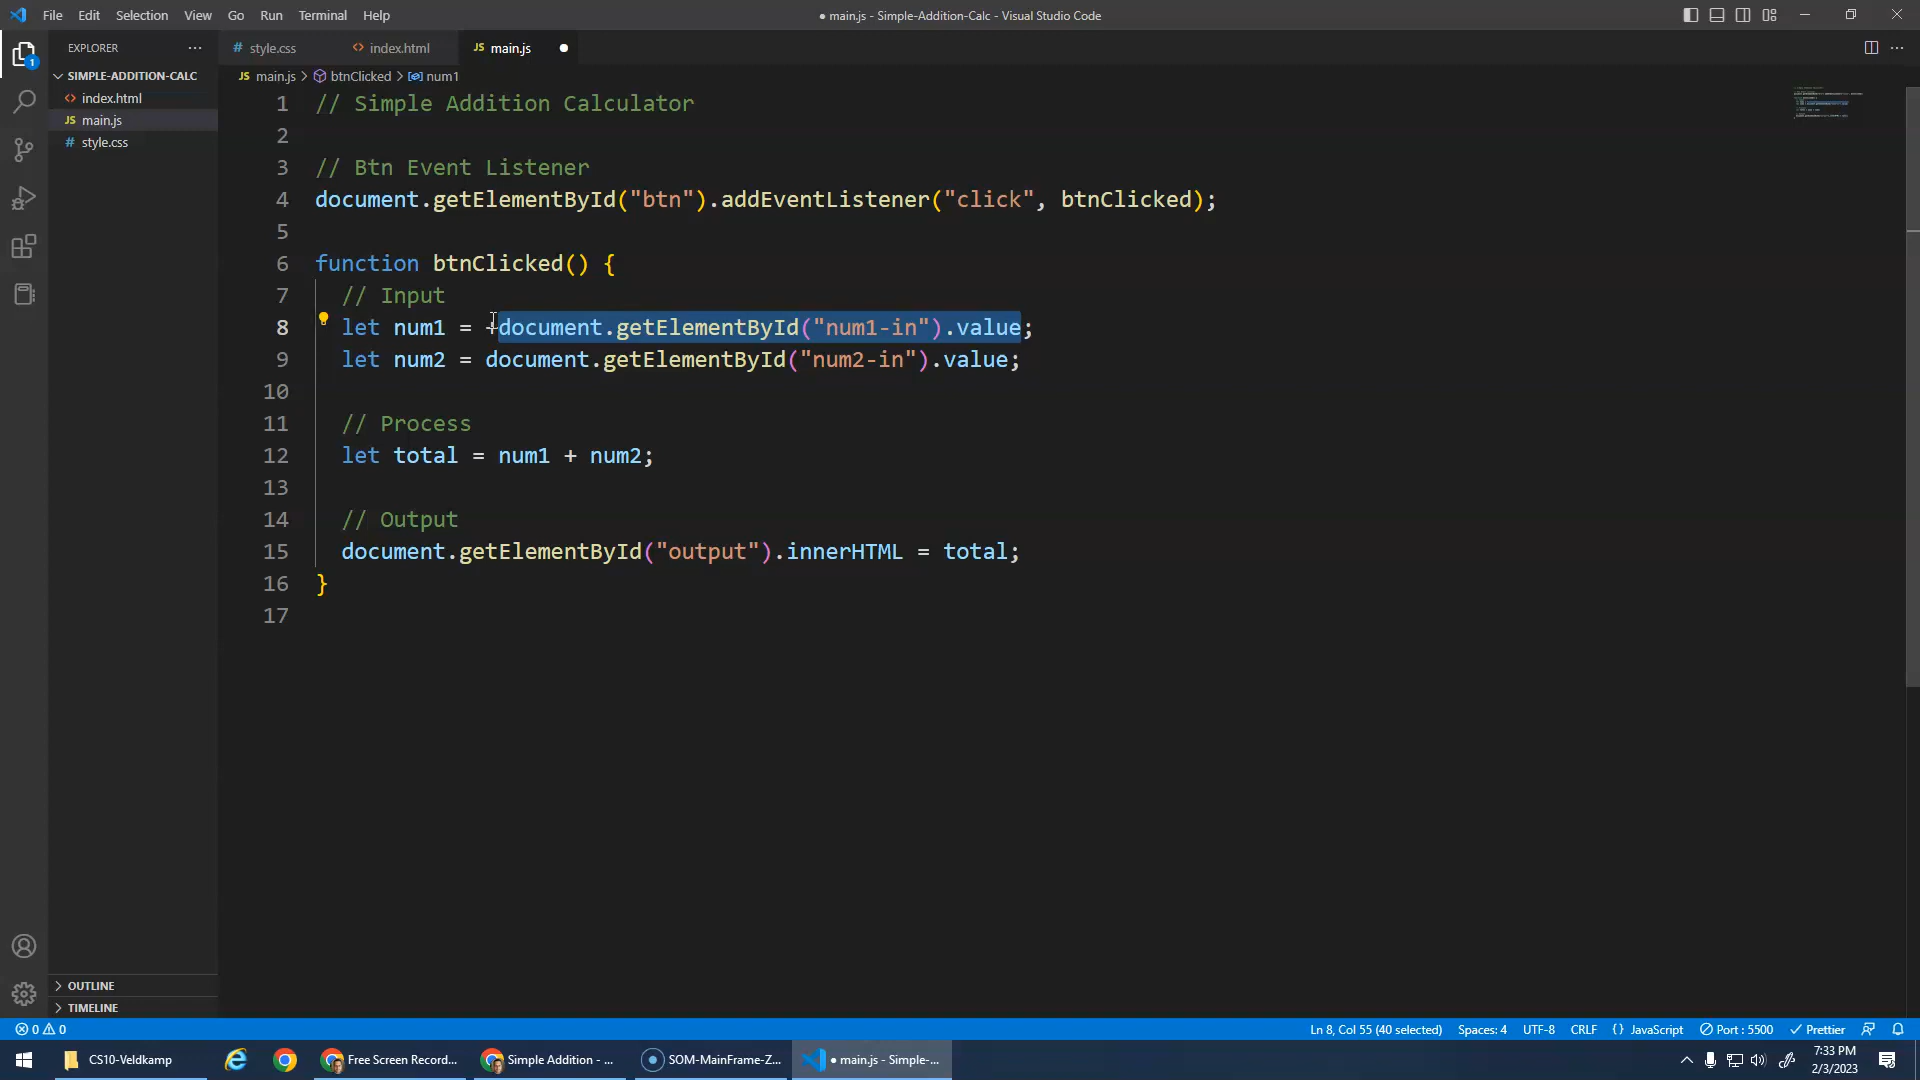 File Edit Selection View Go Run Terminal Help
● main.js - Simple-Addition-Calc - Visual Studio Code
EXPLORER
1
SIMPLE-ADDITION-CALC
index.html
JS main.js
# style.css
OUTLINE
TIMELINE
# style.css
index.html
JS main.js
JS main.js > btnClicked > num1
1 // Simple Addition Calculator
2
3 // Btn Event Listener
4 document.getElementById("btn").addEventListener("click", btnClicked);
5
6 function btnClicked() {
7 // Input
8 let num1 = +document.getElementById("num1-in").value;
9 let num2 = document.getElementById("num2-in").value;
10
11 // Process
12 let total = num1 + num2;
13
14 // Output
15 document.getElementById("output").innerHTML = total;
16 }
17
0 0
Ln 8, Col 55 (40 selected) Spaces: 4 UTF-8 CRLF {} JavaScript Port : 5500 Prettier
CS10-Veldkamp
Free Screen Record...
Simple Addition - ...
SOM-MainFrame-Z...
● main.js - Simple-...
7:33 PM
2/3/2023